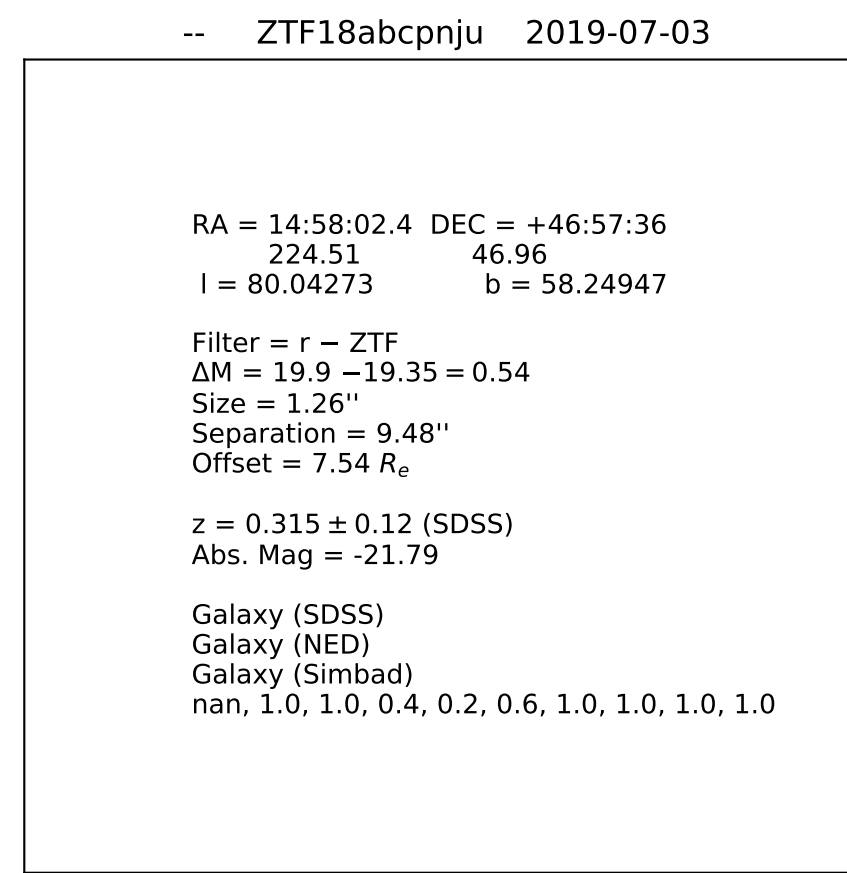 -- ZTF18abcpnju 2019-07-03
RA = 14:58:02.4 DEC = +46:57:36
224.51 46.96
l = 80.04273 b = 58.24947
Filter = r − ZTF
ΔM = 19.9 −19.35 = 0.54
Size = 1.26''
Separation = 9.48''
Offset = 7.54 Re
z = 0.315 ± 0.12 (SDSS)
Abs. Mag = -21.79
Galaxy (SDSS)
Galaxy (NED)
Galaxy (Simbad)
nan, 1.0, 1.0, 0.4, 0.2, 0.6, 1.0, 1.0, 1.0, 1.0